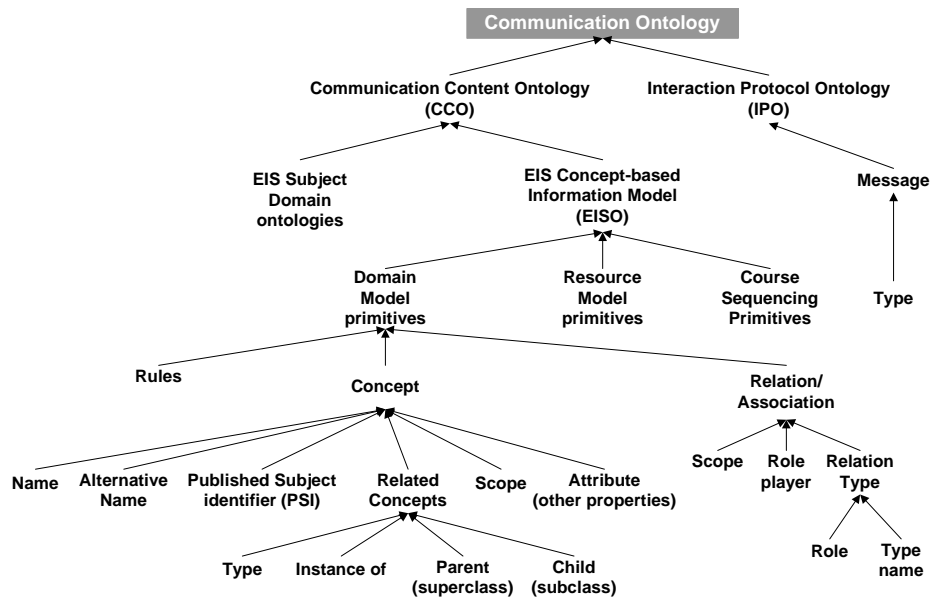 Communication Ontology
Communication Content Ontology
(CCO)
Interaction Protocol Ontology
(IPO)
EIS Subject
Domain
ontologies
EIS Concept-based
Information Model
(EISO)
Message
Domain
Model
primitives
Resource
Model
primitives
Course
Sequencing
Primitives
Type
Rules
Concept
Relation/
Association
Name
Alternative
Name
Published Subject
identifier (PSI)
Related
Concepts
Scope
Attribute
(other properties)
Scope
Role
player
Relation
Type
Type
Instance of
Parent
(superclass)
Child
(subclass)
Role
Type
name